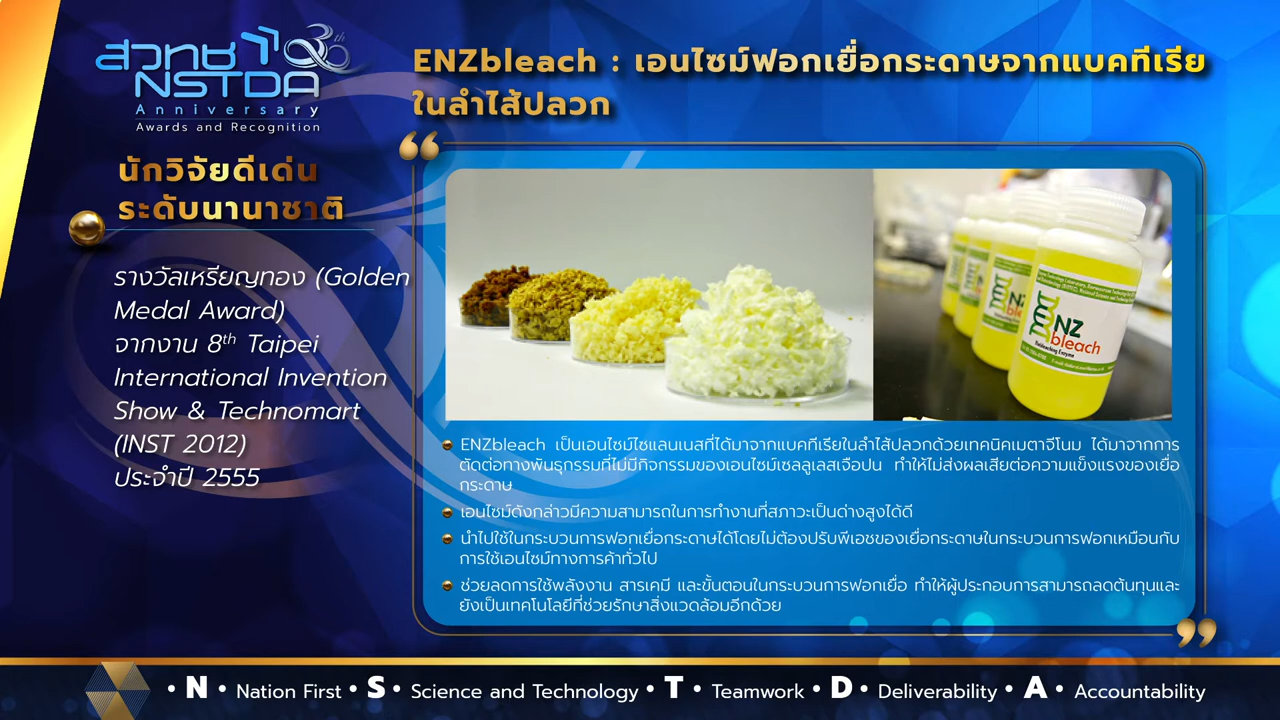 สวทช 30th
NSTDA
Anniversary
Awards and Recognition
นักวิจัยดีเด่น
ระดับนานาชาติ
รางวัลเหรียญทอง (Golden
Medal Award)
จากงาน 8th Taipei
International Invention
Show & Technomart
(INST 2012)
ประจำปี 2555
ENZbleach : เอนไซม์ฟอกเยื่อกระดาษจากแบคทีเรีย
ในลำไส้ปลวก
ENZ
bleach
Biobleaching Enzyme
ENZbleach เป็นเอนไซม์ไซแลนเนสที่ได้มาจากแบคทีเรียในลำไส้ปลวกด้วยเทคนิคเมตาจีโนม ได้มาจากการ
ตัดต่อทางพันธุกรรมที่ไม่มีกิจกรรมของเอนไซม์เซลลูเลสเจือปน ทำให้ไม่ส่งผลเสียต่อความแข็งแรงของเยื่อ
กระดาษ
เอนไซม์ดังกล่าวมีความสามารถในการทำงานที่สภาวะเป็นด่างสูงได้ดี
นำไปใช้ในกระบวนการฟอกเยื่อกระดาษได้โดยไม่ต้องปรับพีเอชของเยื่อกระดาษในกระบวนการฟอกเหมือนกับ
การใช้เอนไซม์ทางการค้าทั่วไป
ช่วยลดการใช้พลังงาน สารเคมี และขั้นตอนในกระบวนการฟอกเยื่อ ทำให้ผู้ประกอบการสามารถลดต้นทุนและ
ยังเป็นเทคโนโลยีที่ช่วยรักษาสิ่งแวดล้อมอีกด้วย
• N • Nation First • S • Science and Technology • T • Teamwork • D • Deliverability • A • Accountability